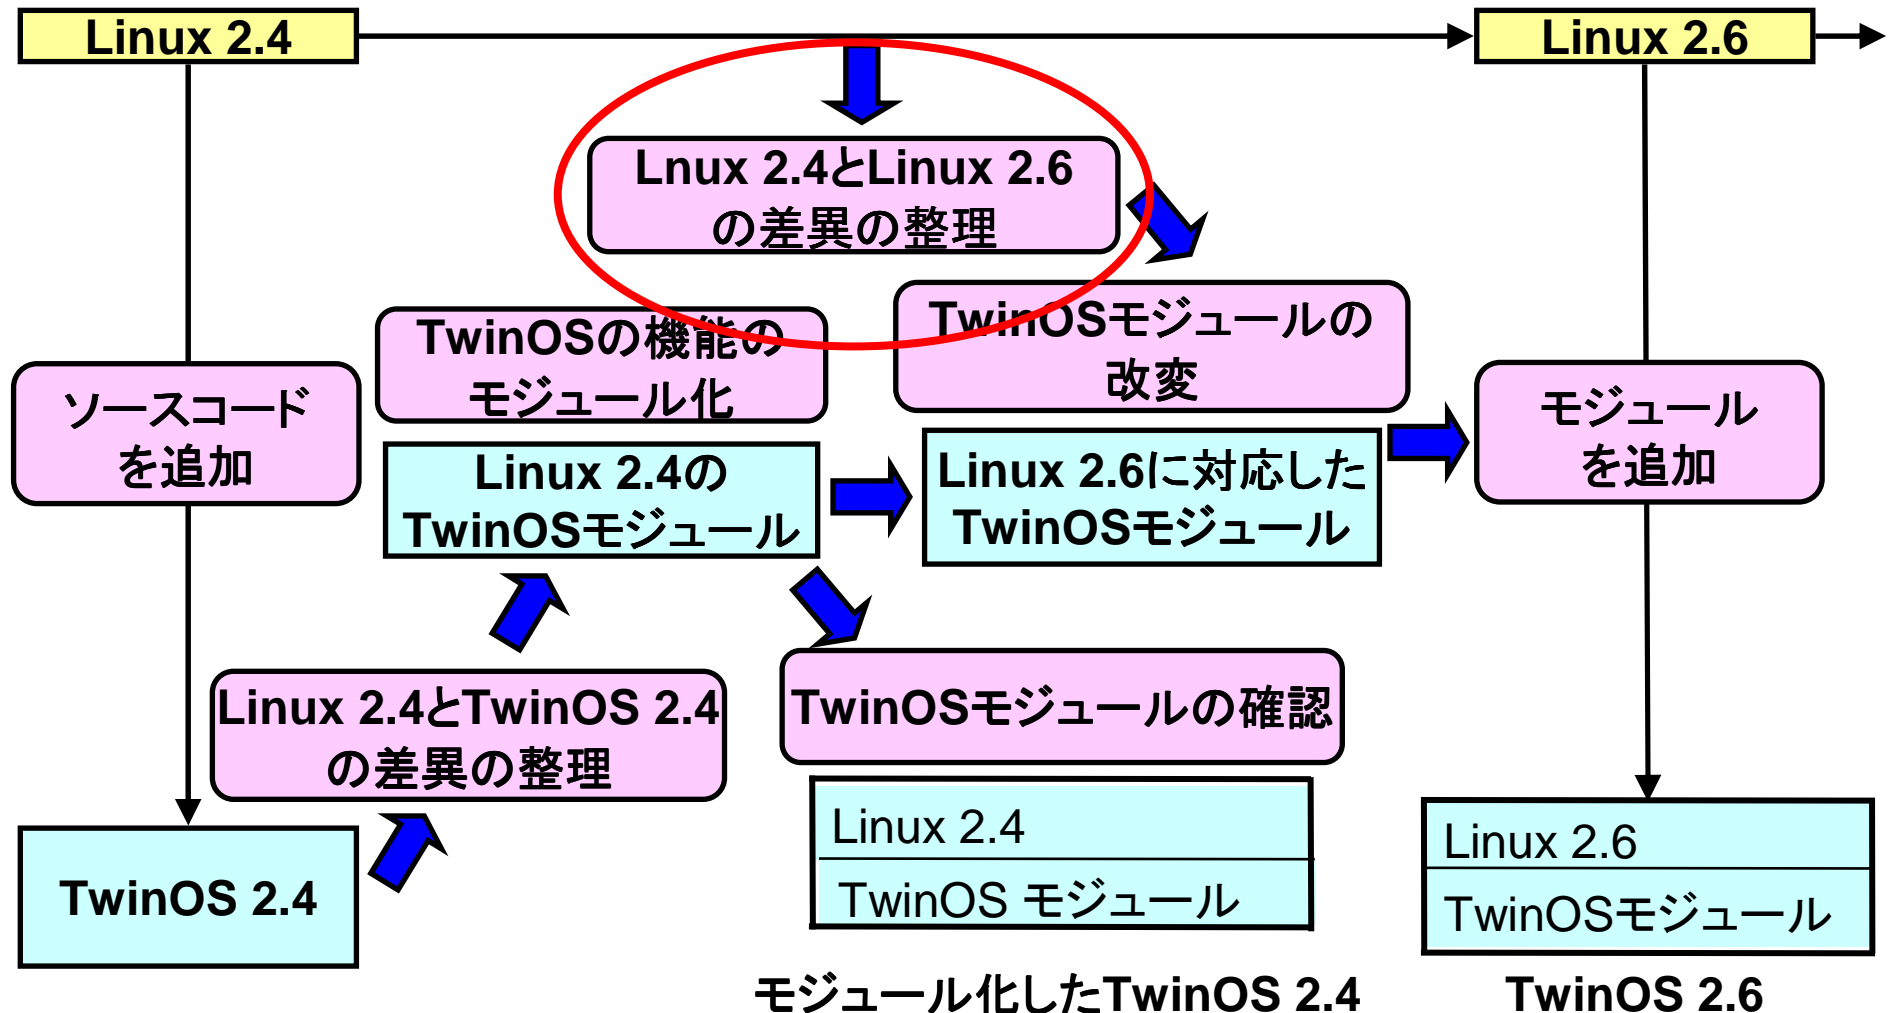 Linux 2.4
Linux 2.6
Lnux 2.4とLinux 2.6
の差異の整理
TwinOSの機能の
モジュール化
TwinOSモジュールの
改変
ソースコード
を追加
モジュール
を追加
Linux 2.4の
TwinOSモジュール
Linux 2.6に対応した
TwinOSモジュール
Linux 2.4とTwinOS 2.4
の差異の整理
TwinOSモジュールの確認
TwinOS 2.4
Linux 2.4
TwinOS モジュール
Linux 2.6
TwinOSモジュール
モジュール化したTwinOS 2.4
TwinOS 2.6